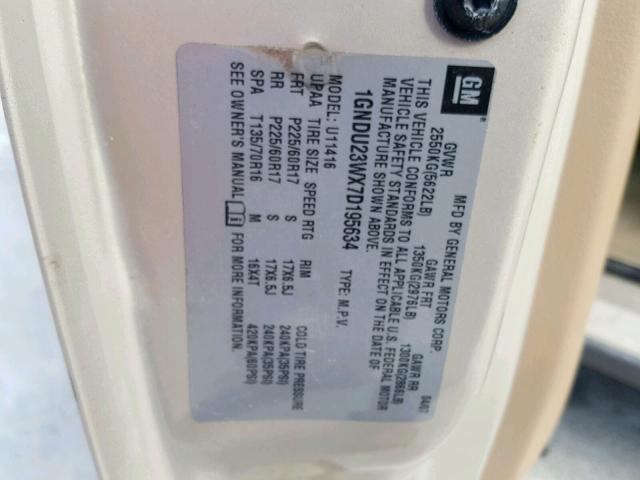 GM
MFD BY GENERAL MOTORS CORP. 04/07
GVWR GAWR FRT GAWR RR
2550KG(5622LB) 1350KG(2976LB) 1300KG(2866LB)
THIS VEHICLE CONFORMS TO ALL APPLICABLE U.S. FEDERAL MOTOR
VEHICLE SAFETY STANDARDS IN EFFECT ON THE DATE OF
MANUFACTURE SHOWN ABOVE.
1GNDU23WX7D195634 TYPE: M.P.V.
MODEL: U11416
UPAA TIRE SIZE SPEED RTG RIM COLD TIRE PRESSURE
FRT P225/60R17 S 17X6.5J 240KPA(35PSI)
RR P225/60R17 S 17X6.5J 240KPA(35PSI)
SPA T135/70R16 M 16X4T 420KPA(60PSI)
SEE OWNER'S MANUAL FOR MORE INFORMATION.